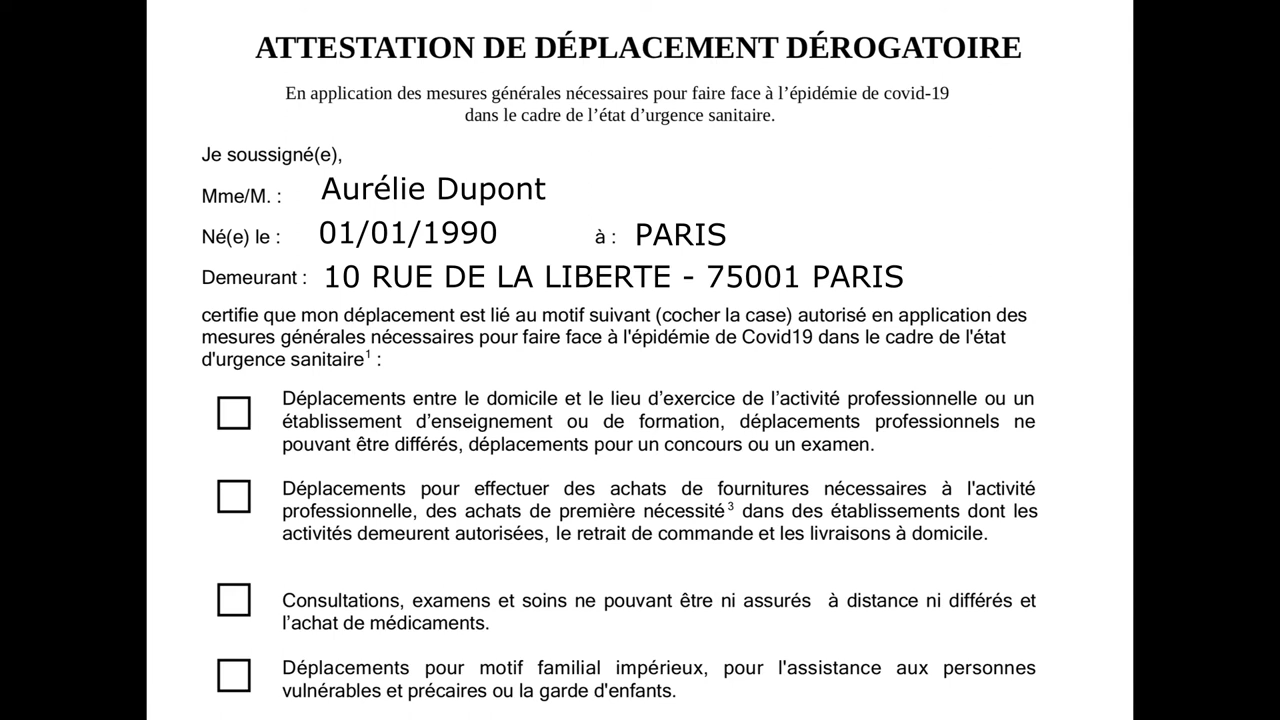 ATTESTATION DE DÉPLACEMENT DÉROGATOIRE
En application des mesures générales nécessaires pour faire face à l’épidémie de covid-19
dans le cadre de l’état d’urgence sanitaire.
Je soussigné(e),
Mme/M. : Aurélie Dupont
Né(e) le : 01/01/1990 à : PARIS
Demeurant : 10 RUE DE LA LIBERTE - 75001 PARIS
certifie que mon déplacement est lié au motif suivant (cocher la case) autorisé en application des
mesures générales nécessaires pour faire face à l'épidémie de Covid19 dans le cadre de l'état
d'urgence sanitaire¹ :
Déplacements entre le domicile et le lieu d’exercice de l’activité professionnelle ou un
établissement d’enseignement ou de formation, déplacements professionnels ne
pouvant être différés, déplacements pour un concours ou un examen.
Déplacements pour effectuer des achats de fournitures nécessaires à l'activité
professionnelle, des achats de première nécessité³ dans des établissements dont les
activités demeurent autorisées, le retrait de commande et les livraisons à domicile.
Consultations, examens et soins ne pouvant être ni assurés à distance ni différés et
l’achat de médicaments.
Déplacements pour motif familial impérieux, pour l'assistance aux personnes
vulnérables et précaires ou la garde d'enfants.